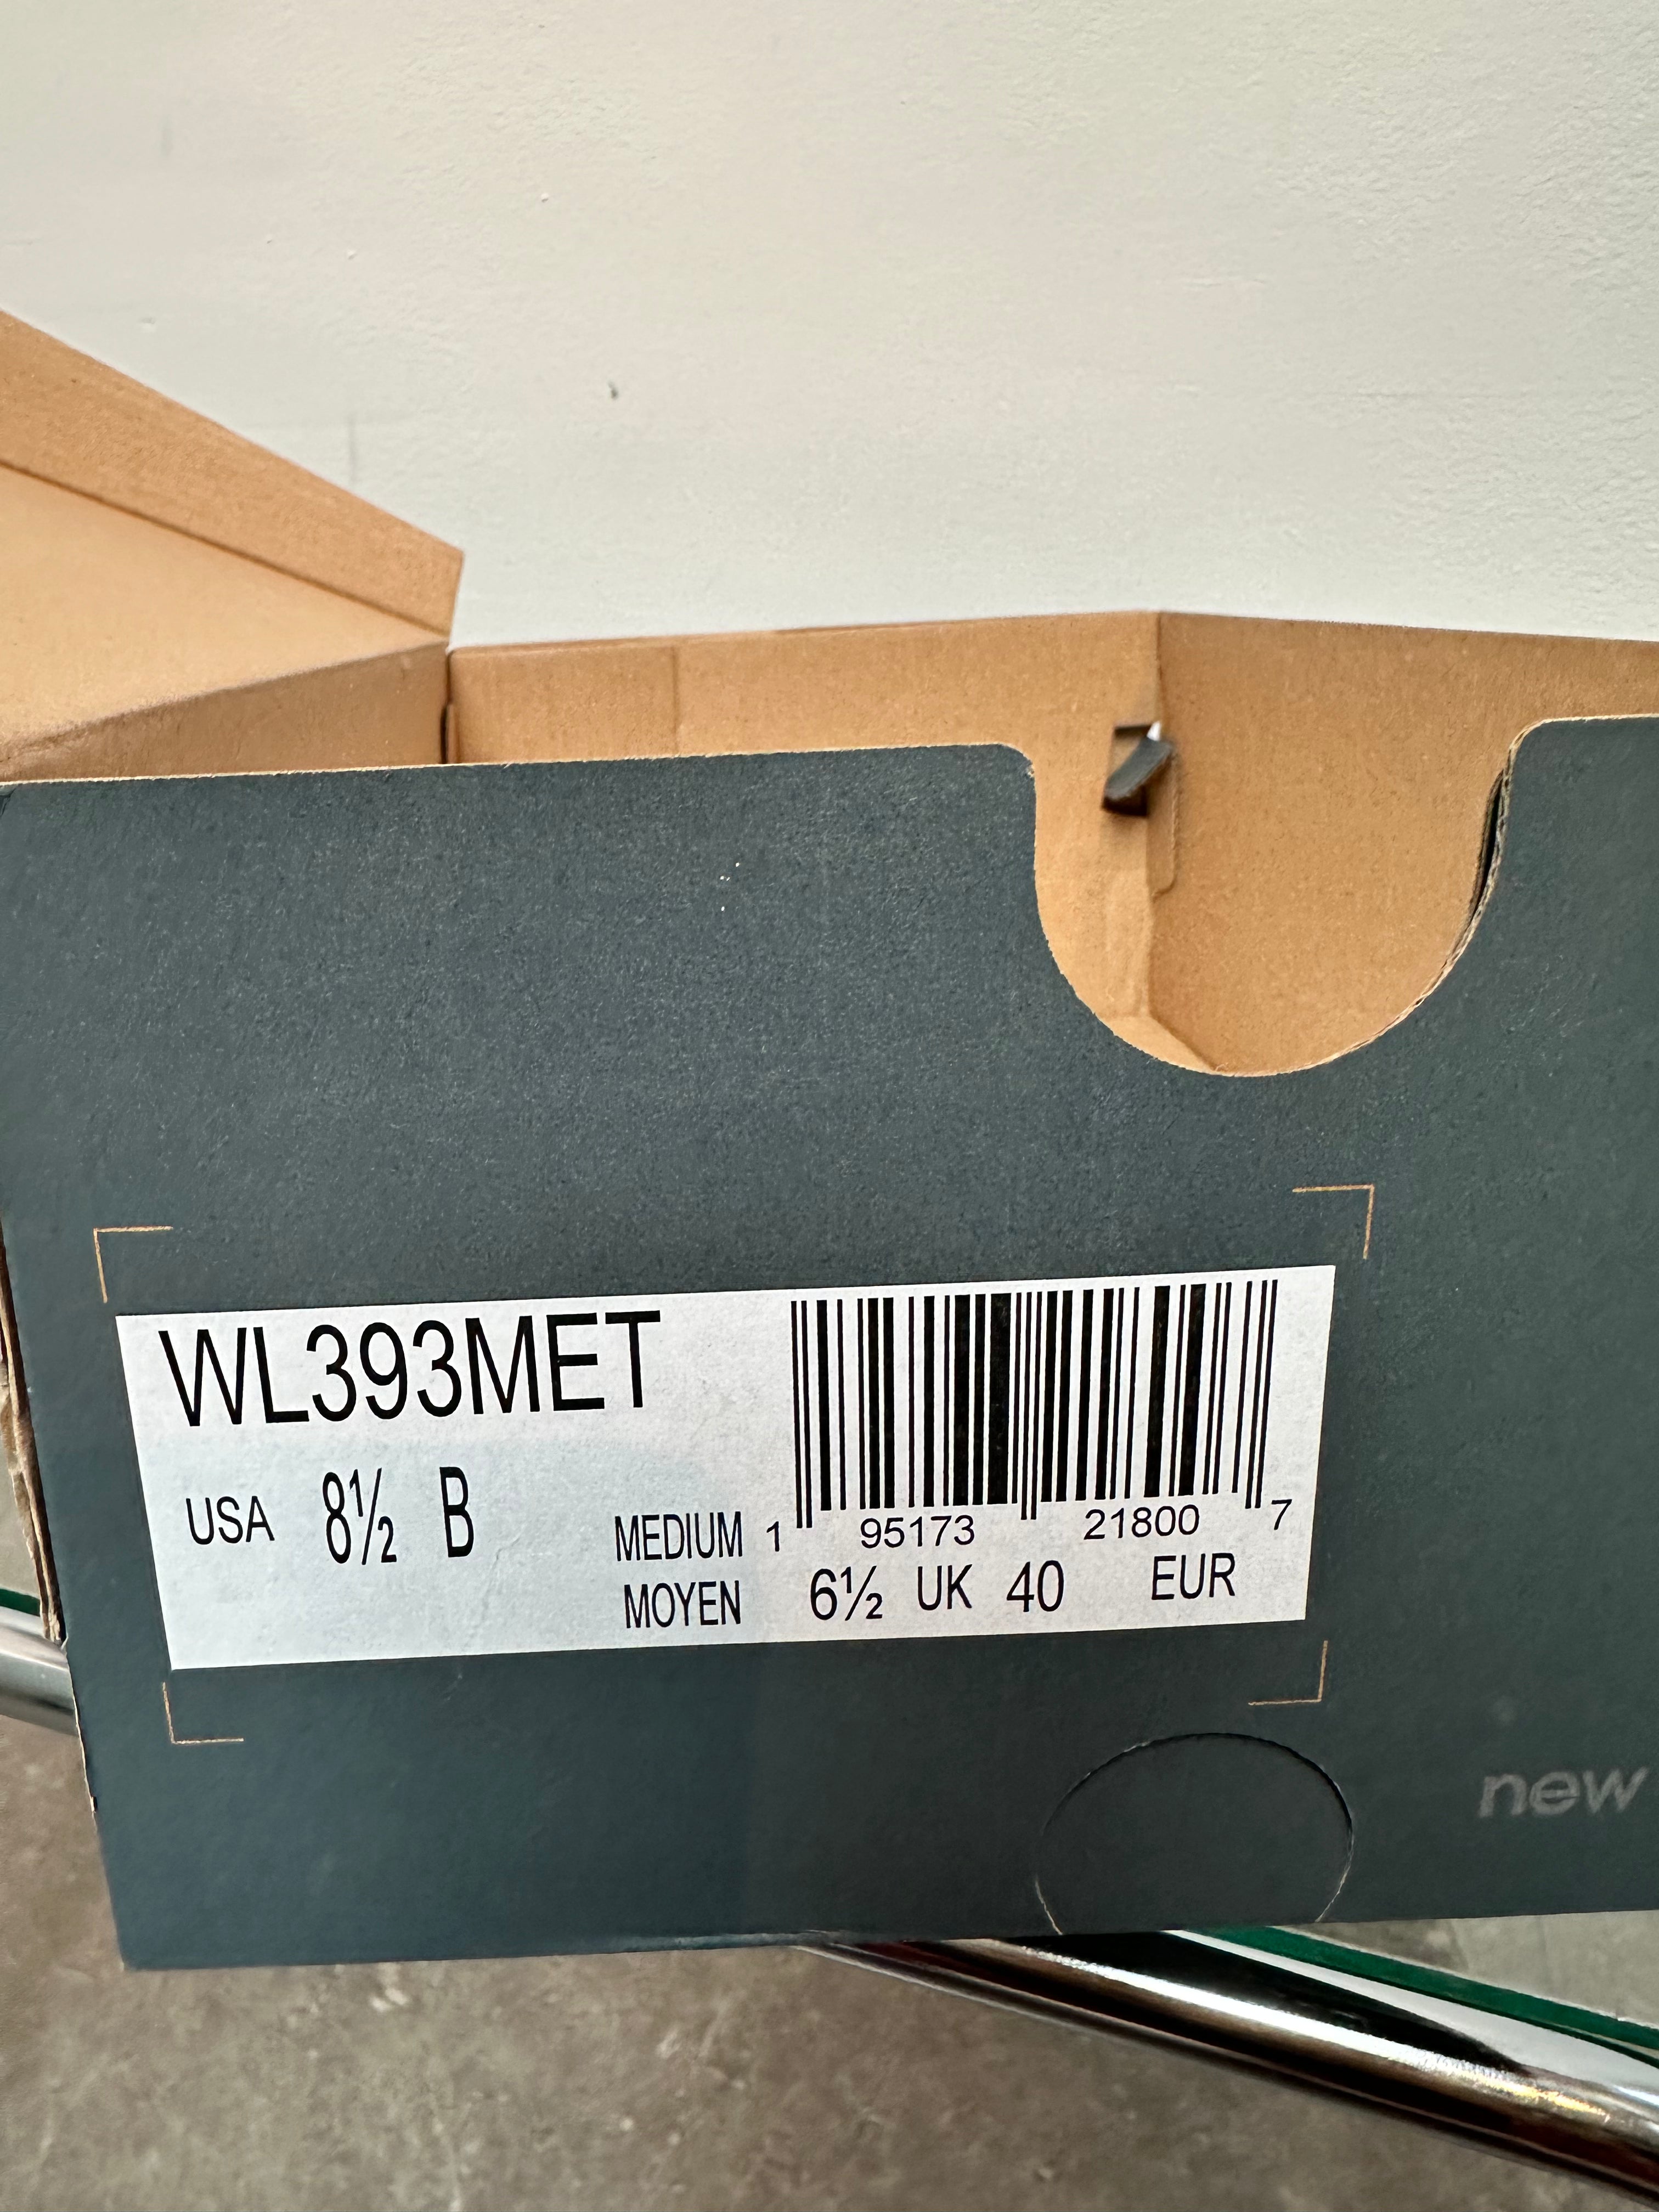 WL393MET
USA 8½ B
MEDIUM
MOYEN
1 95173 21800 7
6½ UK 40 EUR
new